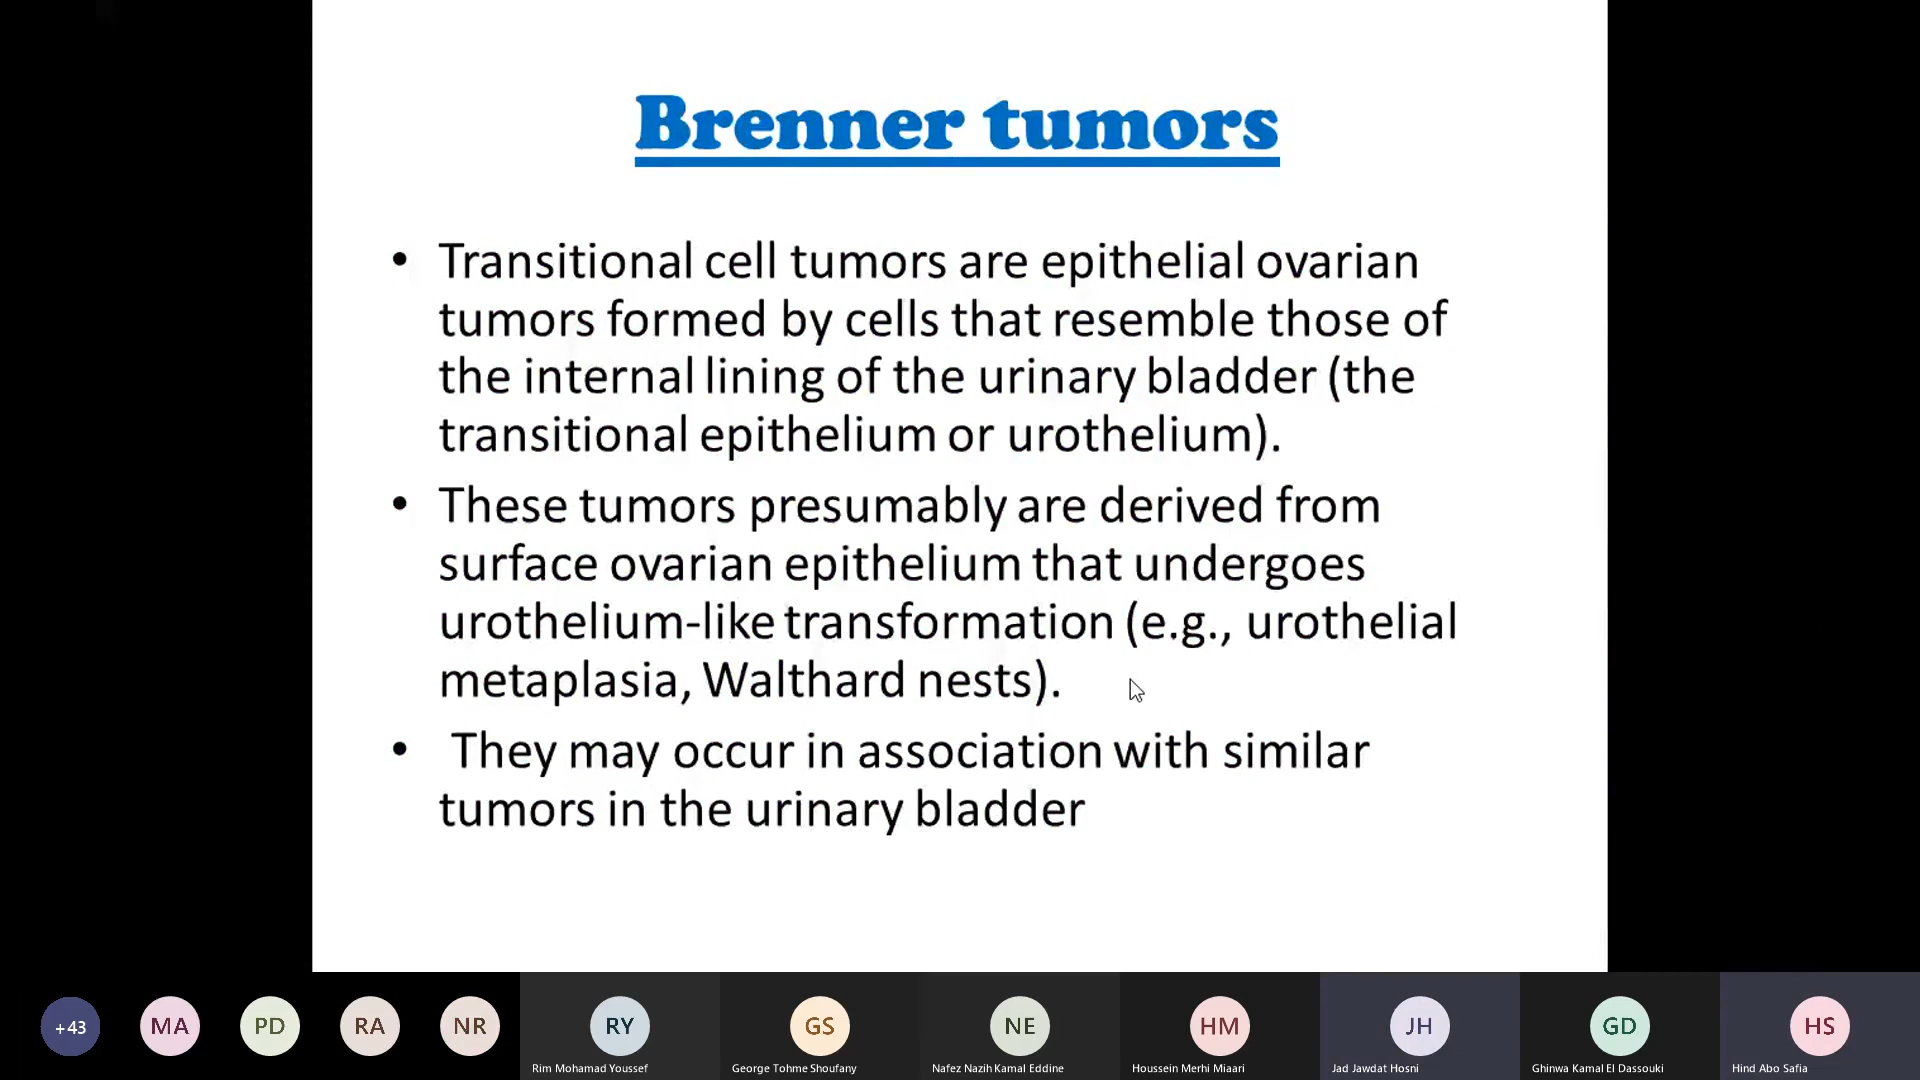 Brenner tumors
• Transitional cell tumors are epithelial ovarian
tumors formed by cells that resemble those of
the internal lining of the urinary bladder (the
transitional epithelium or urothelium).
• These tumors presumably are derived from
surface ovarian epithelium that undergoes
urothelium-like transformation (e.g., urothelial
metaplasia, Walthard nests).
• They may occur in association with similar
tumors in the urinary bladder
+43 MA PD RA NR RY GS NE HM JH GD HS
Rim Mohamad Youssef George Tohme Shoufany Nafez Nazih Kamal Eddine Houssein Merhi Miaari Jad Jawdat Hosni Ghinwa Kamal El Dassouki Hind Abo Safia